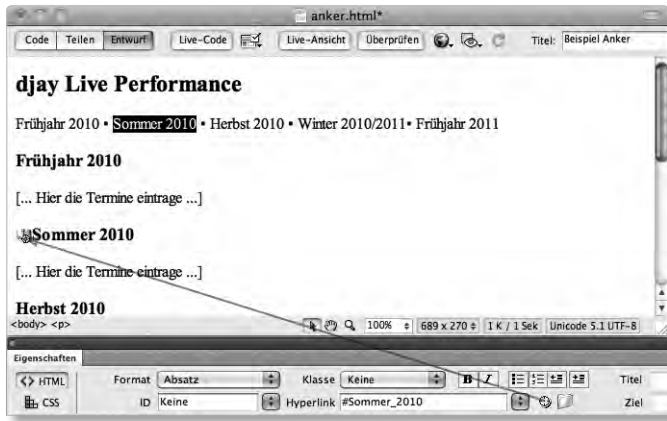 anker.html*
Code Teilen Entwurf Live-Code Live-Ansicht Überprüfen Titel: Beispiel Anker
djay Live Performance
Frühjahr 2010 • Sommer 2010 • Herbst 2010 • Winter 2010/2011• Frühjahr 2011
Frühjahr 2010
[... Hier die Termine eintrage ...]
Sommer 2010
[... Hier die Termine eintrage ...]
Herbst 2010
<body> <p> 100% 689 x 270 1 K / 1 Sek Unicode 5.1 UTF-8
Eigenschaften
<> HTML Format Absatz Klasse Keine B I Titel
CSS ID Keine Hyperlink #Sommer_2010 Ziel